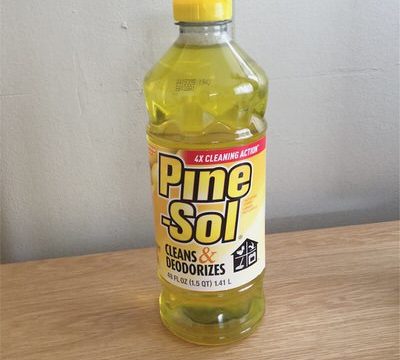 4X CLEANING ACTION*
Pine
-Sol®
CLEANS &
DEODORIZES
48 FL OZ (1.5 QT) 1.41 L